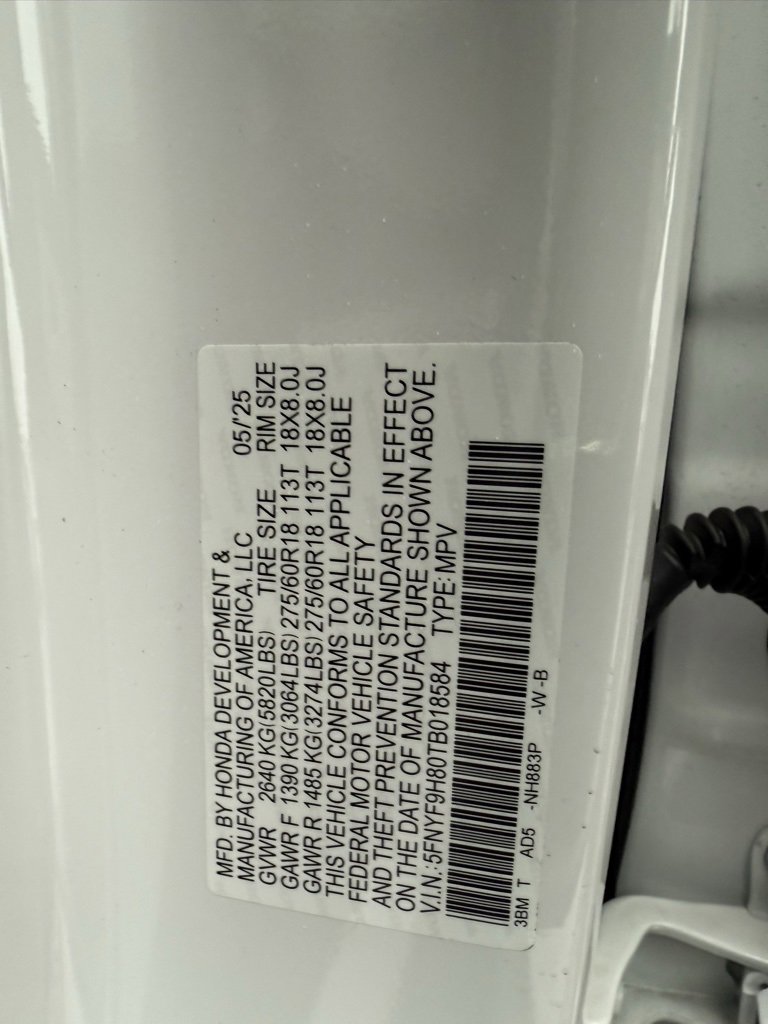 MFD. BY HONDA DEVELOPMENT &
MANUFACTURING OF AMERICA, LLC 05/'25
GVWR 2640 KG(5820LBS) TIRE SIZE RIM SIZE
GAWR F 1390 KG(3064LBS) 275/60R18 113T 18X8.0J
GAWR R 1485 KG(3274LBS) 275/60R18 113T 18X8.0J
THIS VEHICLE CONFORMS TO ALL APPLICABLE
FEDERAL MOTOR VEHICLE SAFETY
AND THEFT PREVENTION STANDARDS IN EFFECT
ON THE DATE OF MANUFACTURE SHOWN ABOVE.
V.I.N.:5FNYF9H80TB018584 TYPE: MPV
3BM T AD5 -NH883P -W -B